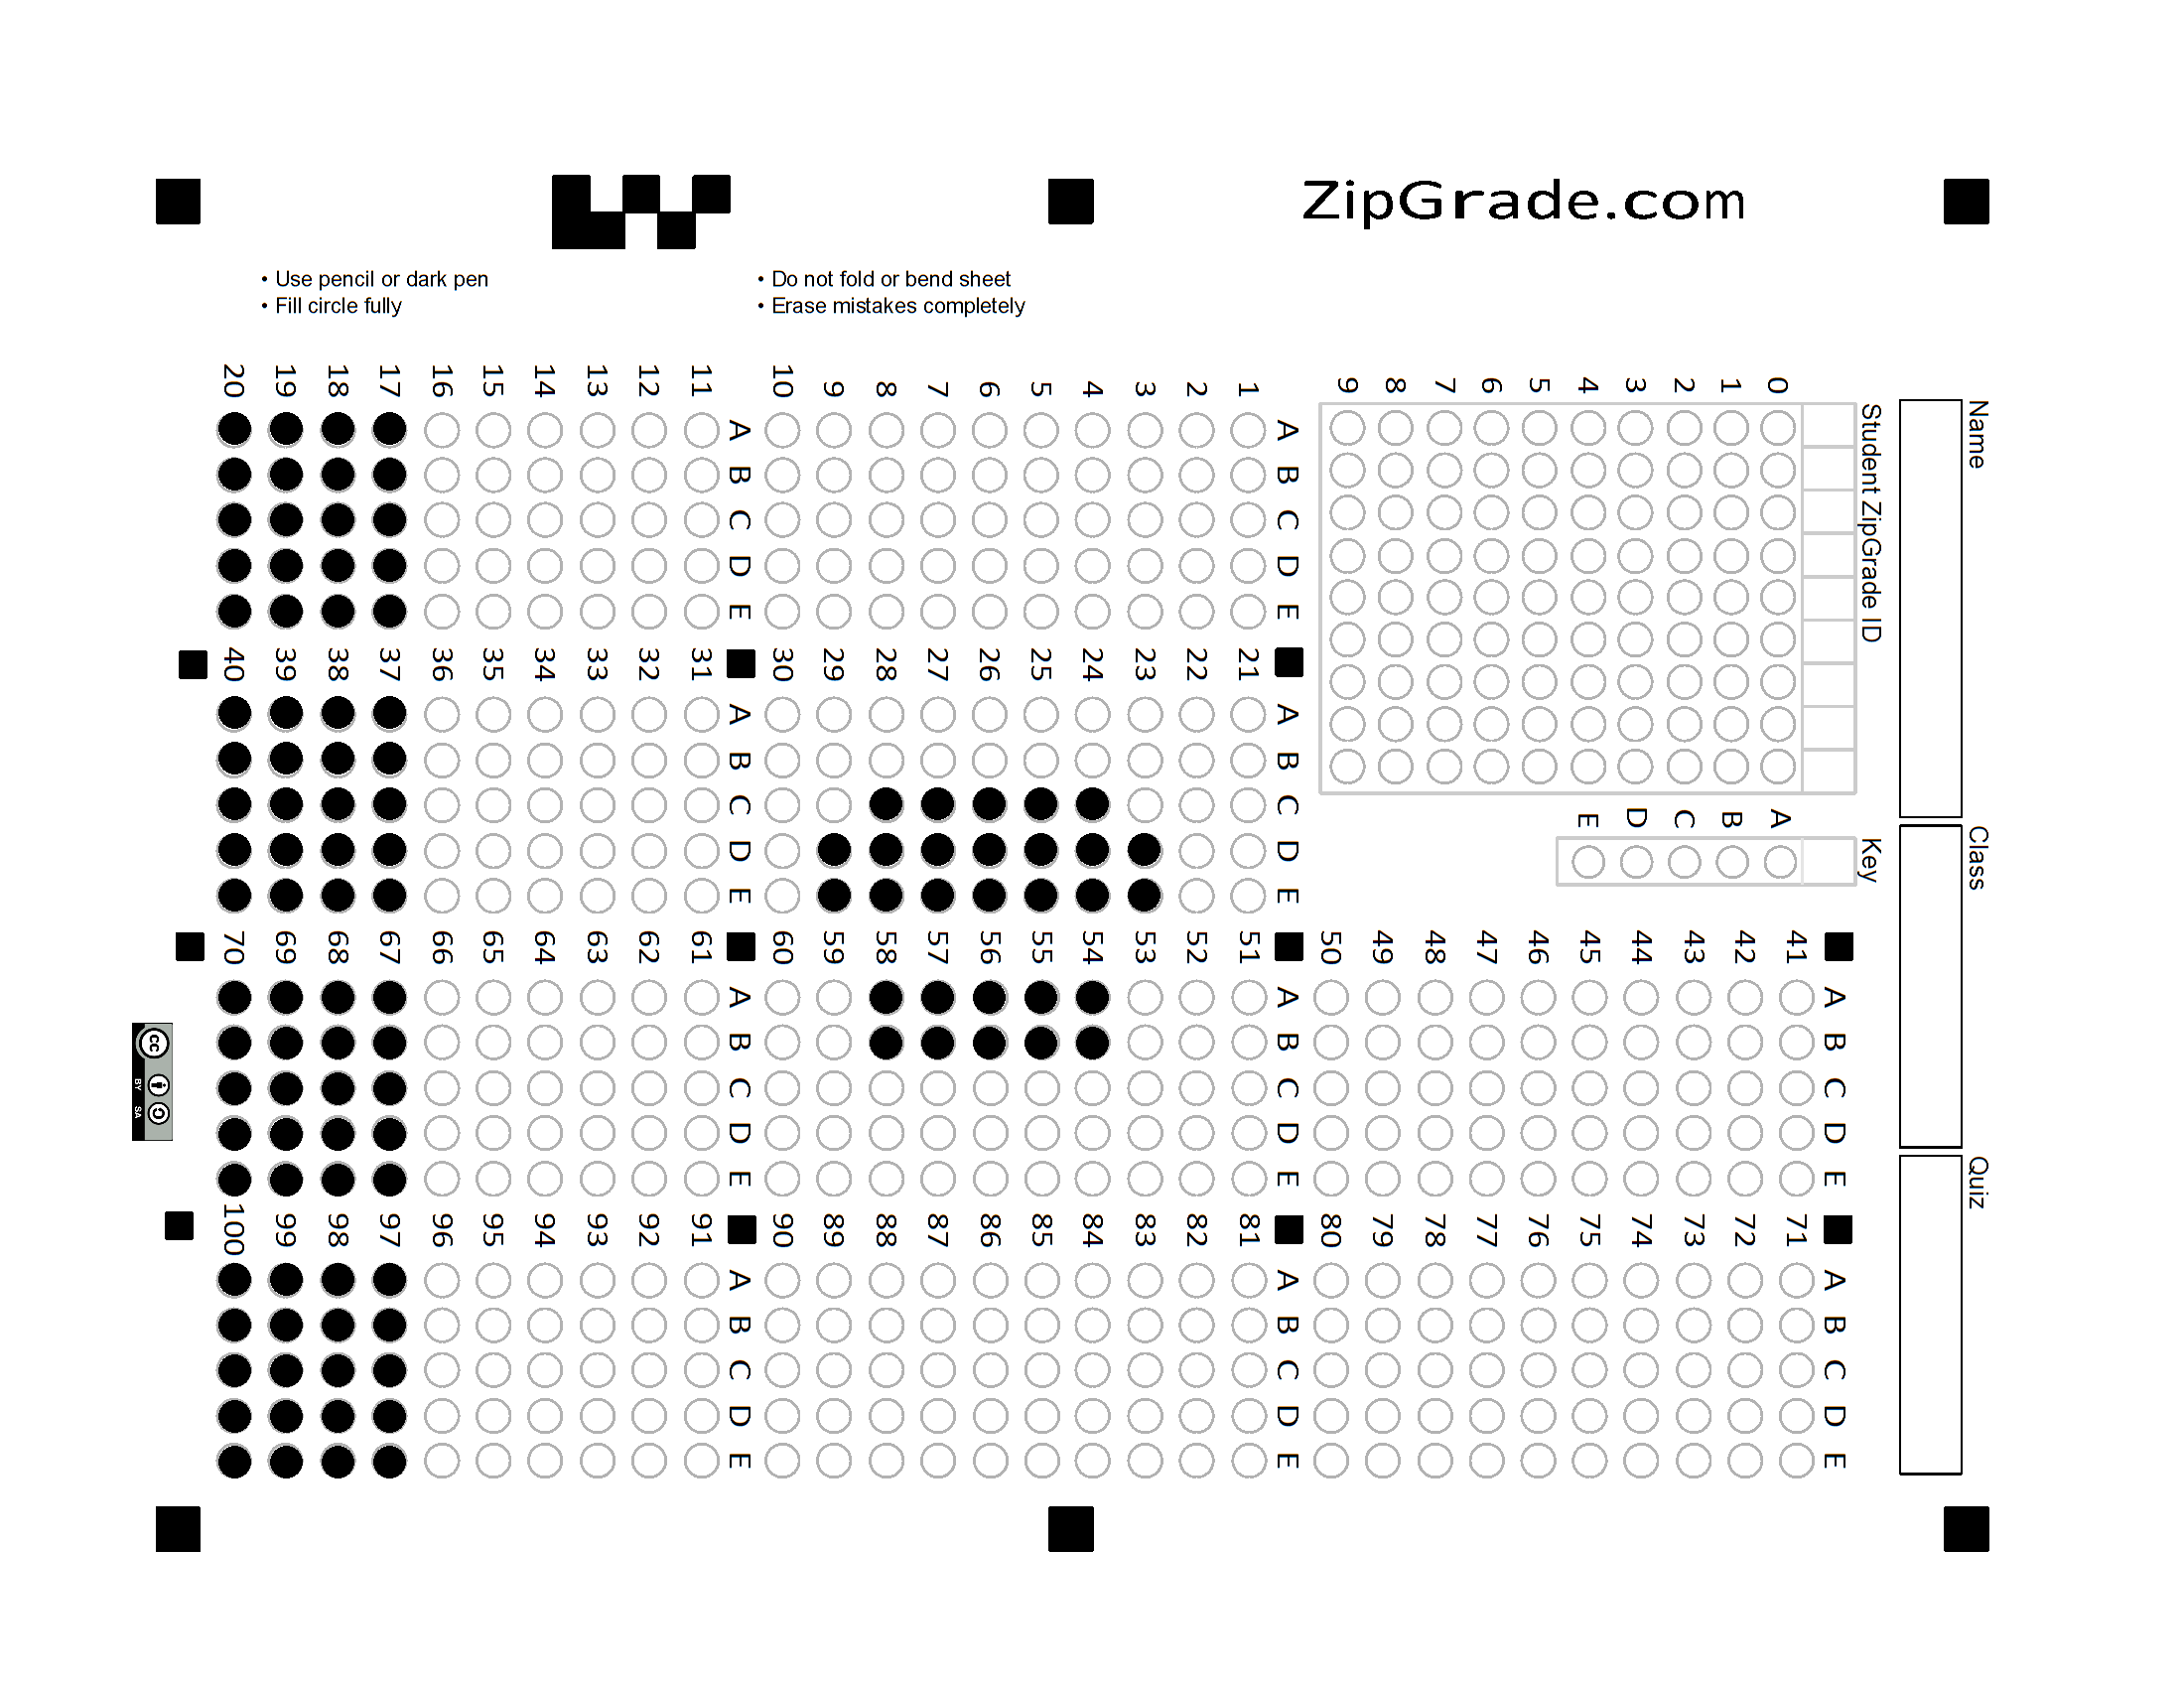 ZipGrade.com
• Use pencil or dark pen
• Fill circle fully
• Do not fold or bend sheet
• Erase mistakes completely
Name
Class
Quiz
Student ZipGrade ID
0 1 2 3 4 5 6 7 8 9
Key
A B C D E
1 2 3 4 5 6 7 8 9 10
A B C D E
11 12 13 14 15 16 17 18 19 20
A B C D E
21 22 23 24 25 26 27 28 29 30
A B C D E
31 32 33 34 35 36 37 38 39 40
A B C D E
41 42 43 44 45 46 47 48 49 50
A B C D E
51 52 53 54 55 56 57 58 59 60
A B C D E
61 62 63 64 65 66 67 68 69 70
A B C D E
71 72 73 74 75 76 77 78 79 80
A B C D E
81 82 83 84 85 86 87 88 89 90
A B C D E
91 92 93 94 95 96 97 98 99 100
A B C D E
cc
BY SA